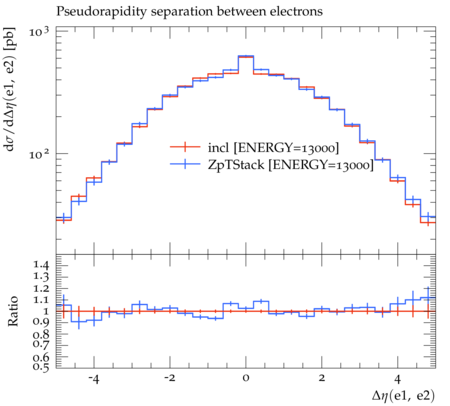 Pseudorapidity separation between electrons
dσ/dΔη(e1, e2) [pb]
10³
10²
incl [ENERGY=13000]
ZpTStack [ENERGY=13000]
Ratio
1.4
1.3
1.2
1.1
1
0.9
0.8
0.7
0.6
0.5
-4 -2 0 2 4
Δη(e1, e2)